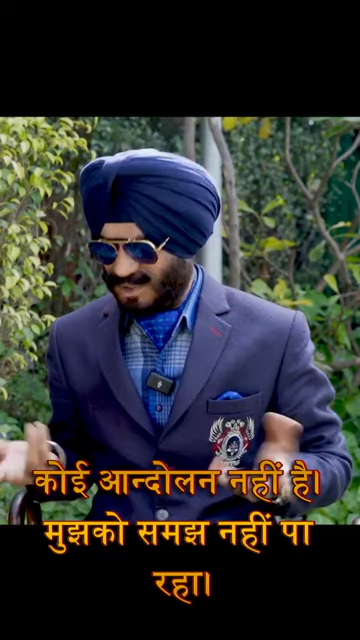 कोई आन्दोलन नहीं है।
मुझको समझ नहीं पा
रहा।